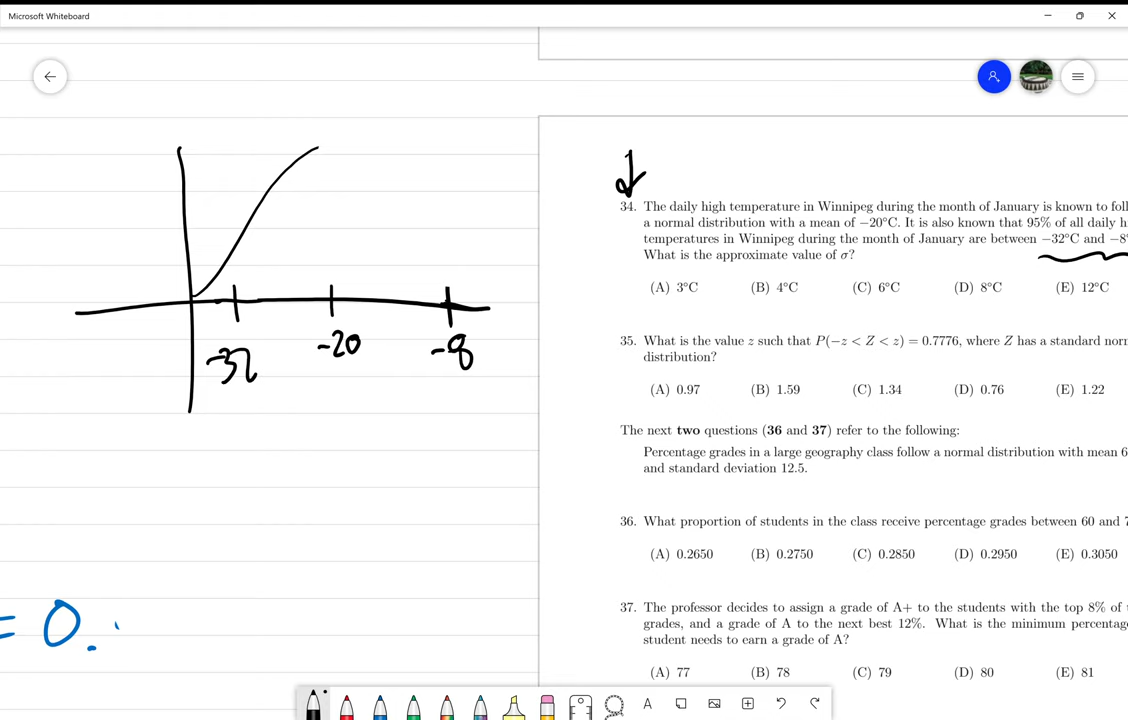 Microsoft Whiteboard
-32
-20
-8
= 0.
34. The daily high temperature in Winnipeg during the month of January is known to foll
a normal distribution with a mean of −20°C. It is also known that 95% of all daily h
temperatures in Winnipeg during the month of January are between −32°C and −8°
What is the approximate value of σ?
(A) 3°C (B) 4°C (C) 6°C (D) 8°C (E) 12°C
35. What is the value z such that P(−z < Z < z) = 0.7776, where Z has a standard norm
distribution?
(A) 0.97 (B) 1.59 (C) 1.34 (D) 0.76 (E) 1.22
The next two questions (36 and 37) refer to the following:
Percentage grades in a large geography class follow a normal distribution with mean 6
and standard deviation 12.5.
36. What proportion of students in the class receive percentage grades between 60 and 7
(A) 0.2650 (B) 0.2750 (C) 0.2850 (D) 0.2950 (E) 0.3050
37. The professor decides to assign a grade of A+ to the students with the top 8% of
grades, and a grade of A to the next best 12%. What is the minimum percentag
student needs to earn a grade of A?
(A) 77 (B) 78 (C) 79 (D) 80 (E) 81
A